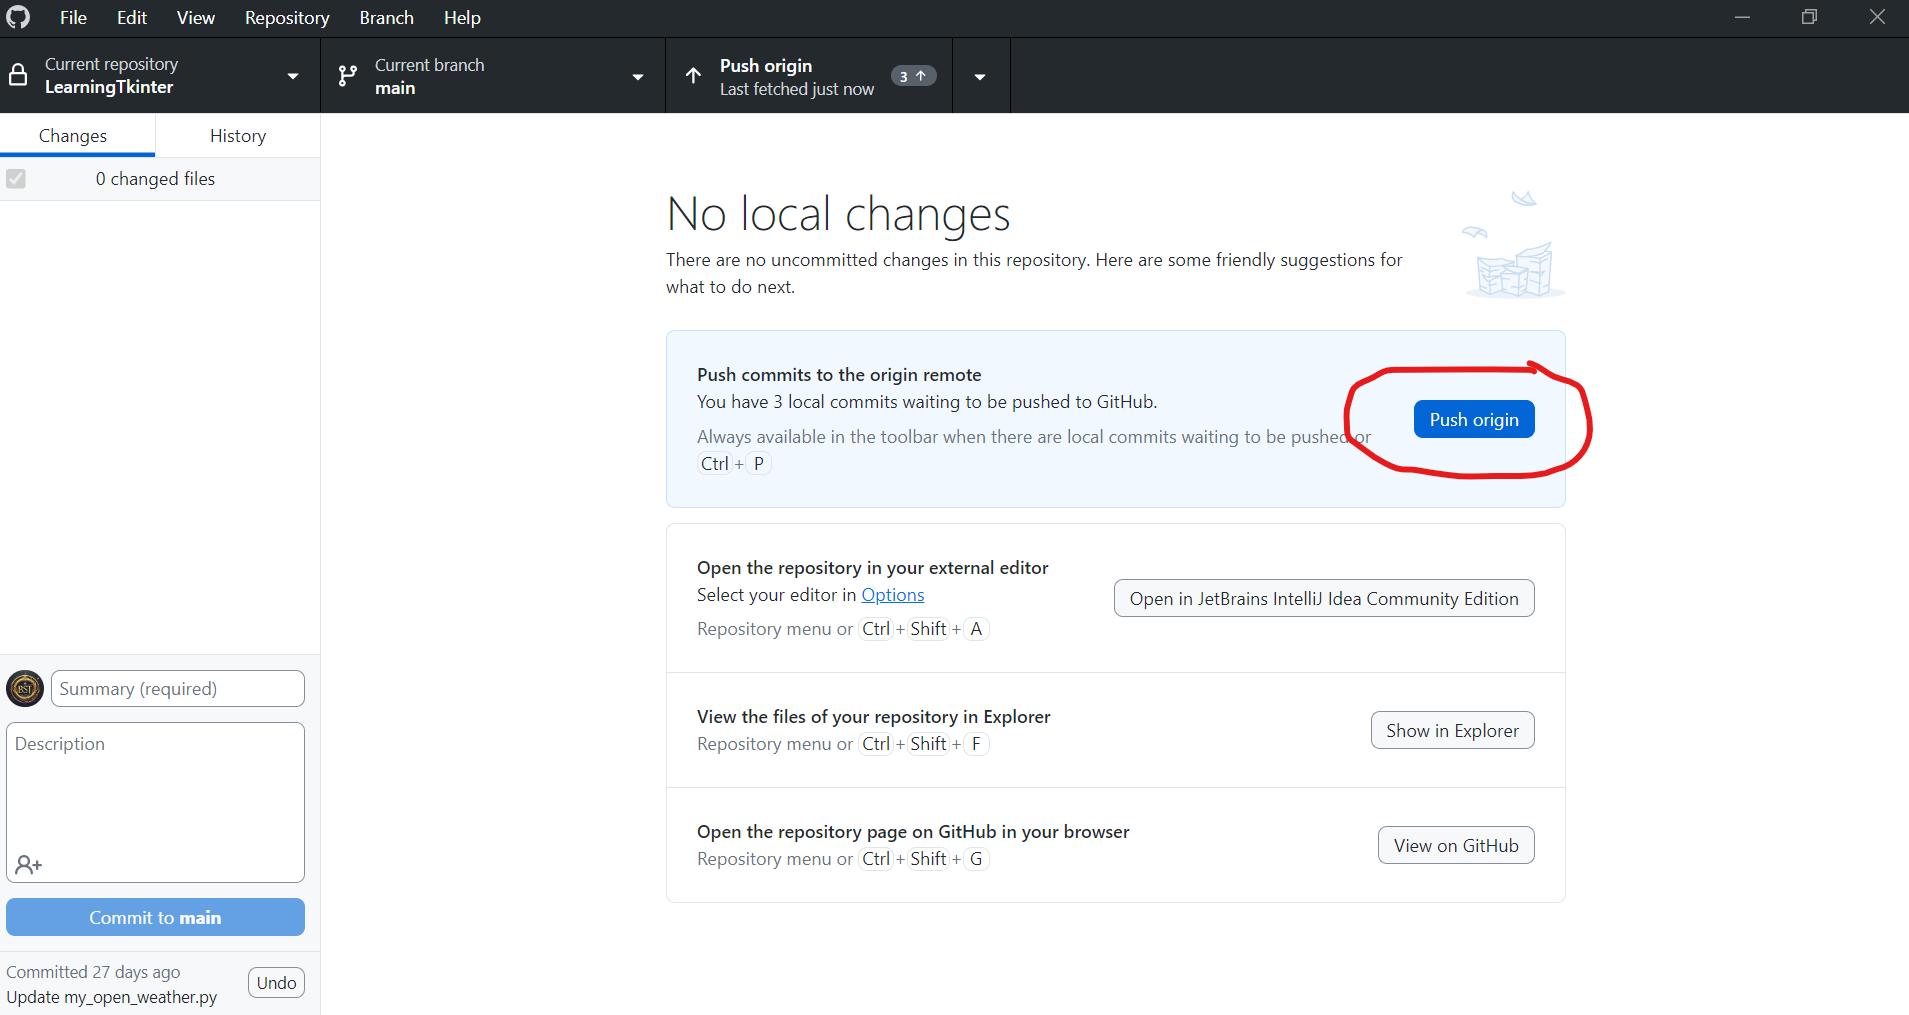 File Edit View Repository Branch Help
Current repository
LearningTkinter
Current branch
main
Push origin
Last fetched just now
3
Changes
History
0 changed files
No local changes
There are no uncommitted changes in this repository. Here are some friendly suggestions for
what to do next.
Push commits to the origin remote
You have 3 local commits waiting to be pushed to GitHub.
Always available in the toolbar when there are local commits waiting to be pushed or
Ctrl + P
Push origin
Open the repository in your external editor
Select your editor in Options
Repository menu or Ctrl + Shift + A
Open in JetBrains IntelliJ Idea Community Edition
View the files of your repository in Explorer
Repository menu or Ctrl + Shift + F
Show in Explorer
Open the repository page on GitHub in your browser
Repository menu or Ctrl + Shift + G
View on GitHub
BST
Summary (required)
Description
Commit to main
Committed 27 days ago
Update my_open_weather.py
Undo